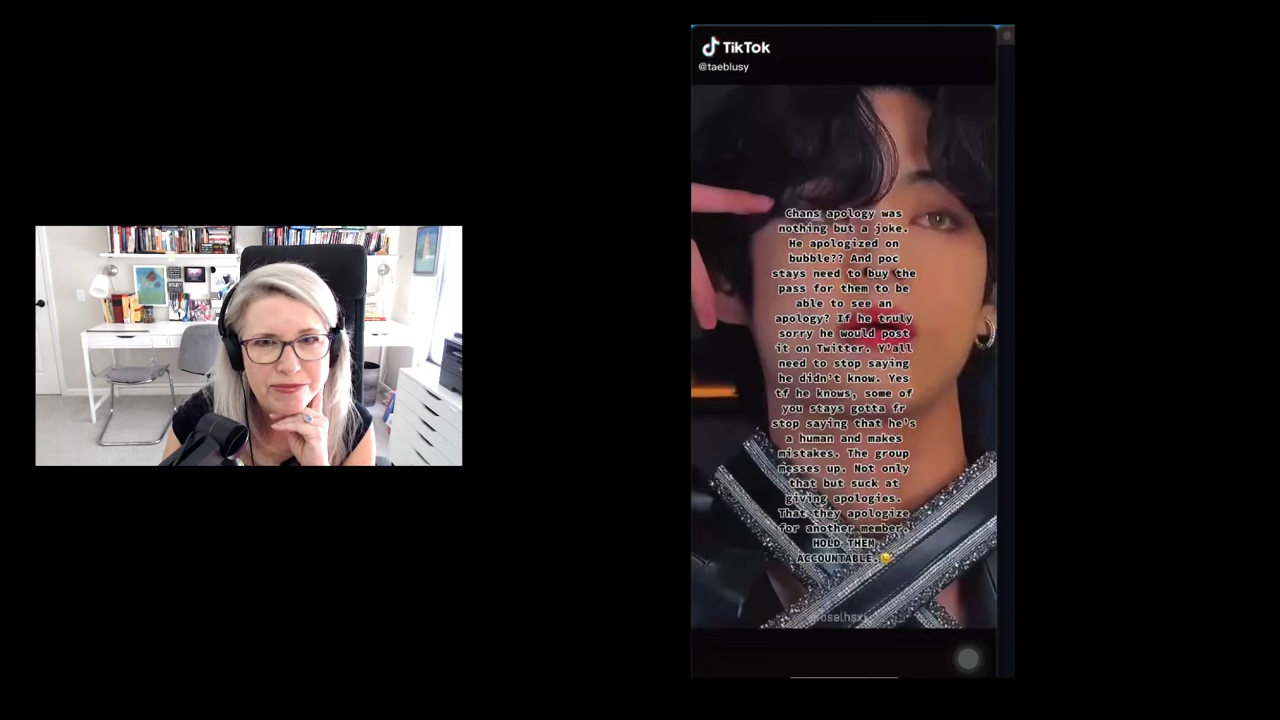 TikTok
@taeblusy
Chans apology was
nothing but a joke.
He apologized on
bubble?? And poc
stays need to buy the
pass for them to be
able to see an
apology? If he truly
sorry he would post
it on Twitter. Y'all
need to stop saying
he didn't know. Yes
tf he knows, some of
you stays gotta fr
stop saying that he's
a human and makes
mistakes. The group
messes up. Not only
that but suck at
giving apologies.
That they apologize
for another member.
HOLD THEM
ACCOUNTABLE.😕